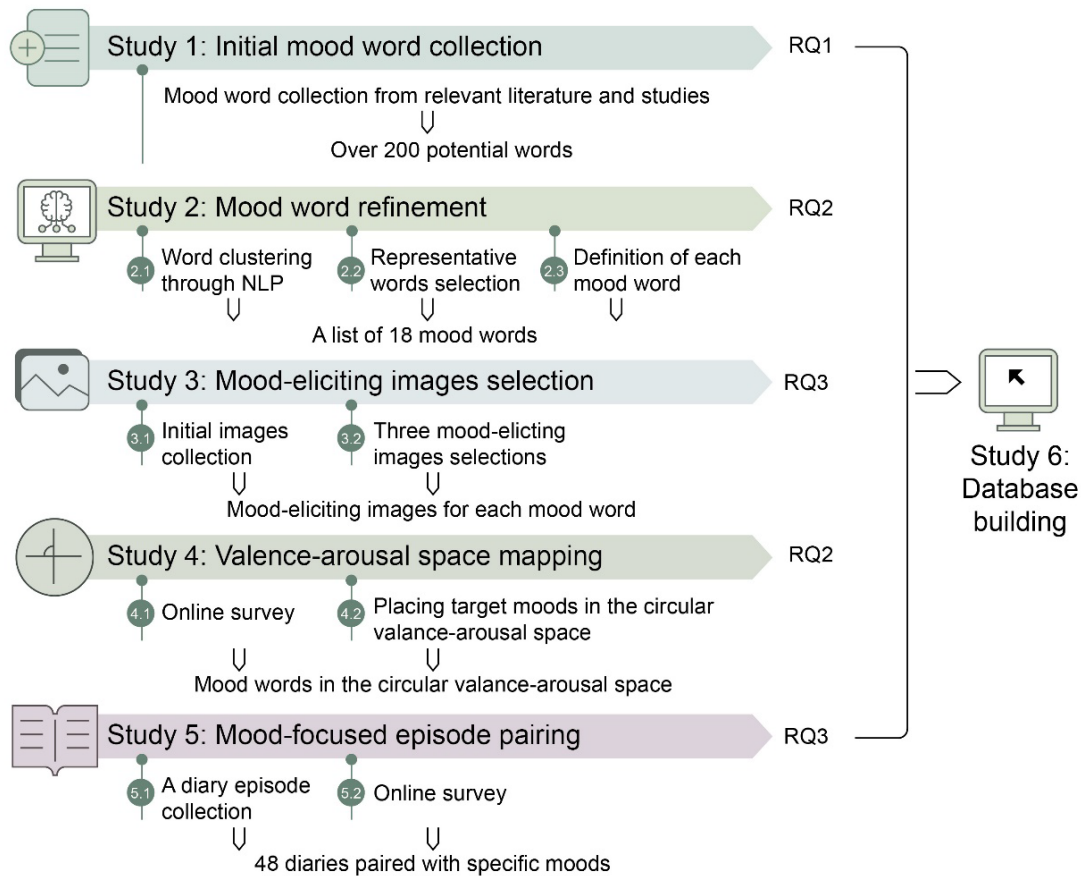 Study 1: Initial mood word collection
RQ1
Mood word collection from relevant literature and studies
Over 200 potential words
Study 2: Mood word refinement
RQ2
2.1
Word clustering
through NLP
2.2
Representative
words selection
2.3
Definition of each
mood word
A list of 18 mood words
Study 3: Mood-eliciting images selection
RQ3
3.1
Initial images
collection
3.2
Three mood-elicting
images selections
Mood-eliciting images for each mood word
Study 4: Valence-arousal space mapping
RQ2
4.1
Online survey
4.2
Placing target moods in the circular
valance-arousal space
Mood words in the circular valance-arousal space
Study 5: Mood-focused episode pairing
RQ3
5.1
A diary episode
collection
5.2
Online survey
48 diaries paired with specific moods
Study 6:
Database
building